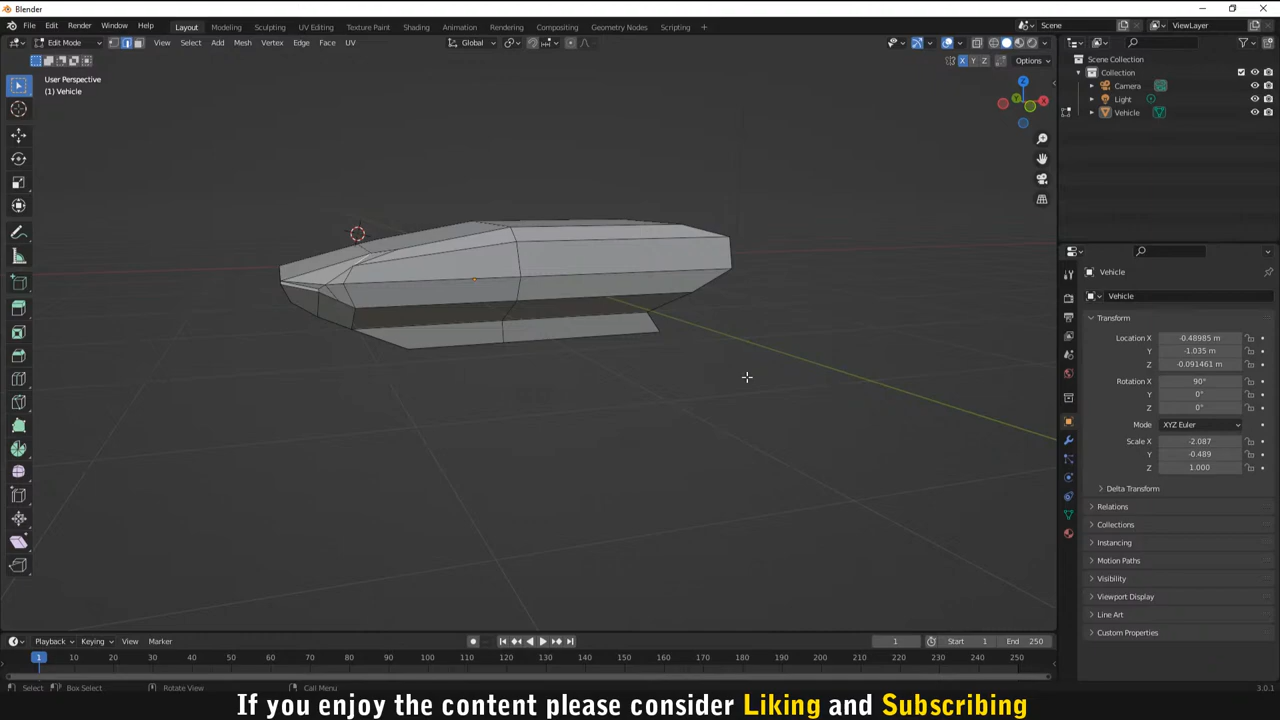 Blender
File Edit Render Window Help Layout Modeling Sculpting UV Editing Texture Paint Shading Animation Rendering Compositing Geometry Nodes Scripting + Scene ViewLayer
Edit Mode View Select Add Mesh Vertex Edge Face UV Global
X Y Z Options
User Perspective
(1) Vehicle
Z
Y X
Scene Collection
Collection
Camera
Light
Vehicle
Vehicle
Vehicle
Transform
Location X -0.48985 m
Y -1.035 m
Z -0.091461 m
Rotation X 90°
Y 0°
Z 0°
Mode XYZ Euler
Scale X -2.087
Y -0.489
Z 1.000
Delta Transform
Relations
Collections
Instancing
Motion Paths
Visibility
Viewport Display
Line Art
Custom Properties
Playback Keying View Marker 1 Start 1 End 250
1 10 20 30 40 50 60 70 80 90 100 110 120 130 140 150 160 170 180 190 200 210 220 230 240 250
Select Box Select Rotate View Call Menu 3.0.1
If you enjoy the content please consider Liking and Subscribing